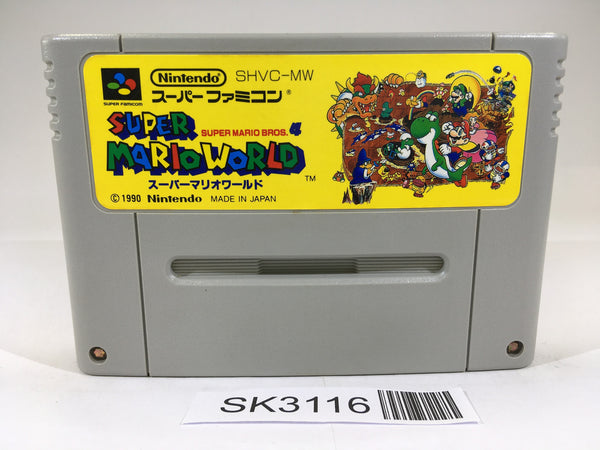 SUPER FAMICOM
Nintendo SHVC-MW
スーパーファミコン®
SUPER
SUPER MARIO BROS. 4
MARIO WORLD ™
スーパーマリオワールド
© 1990 Nintendo MADE IN JAPAN
SK3116